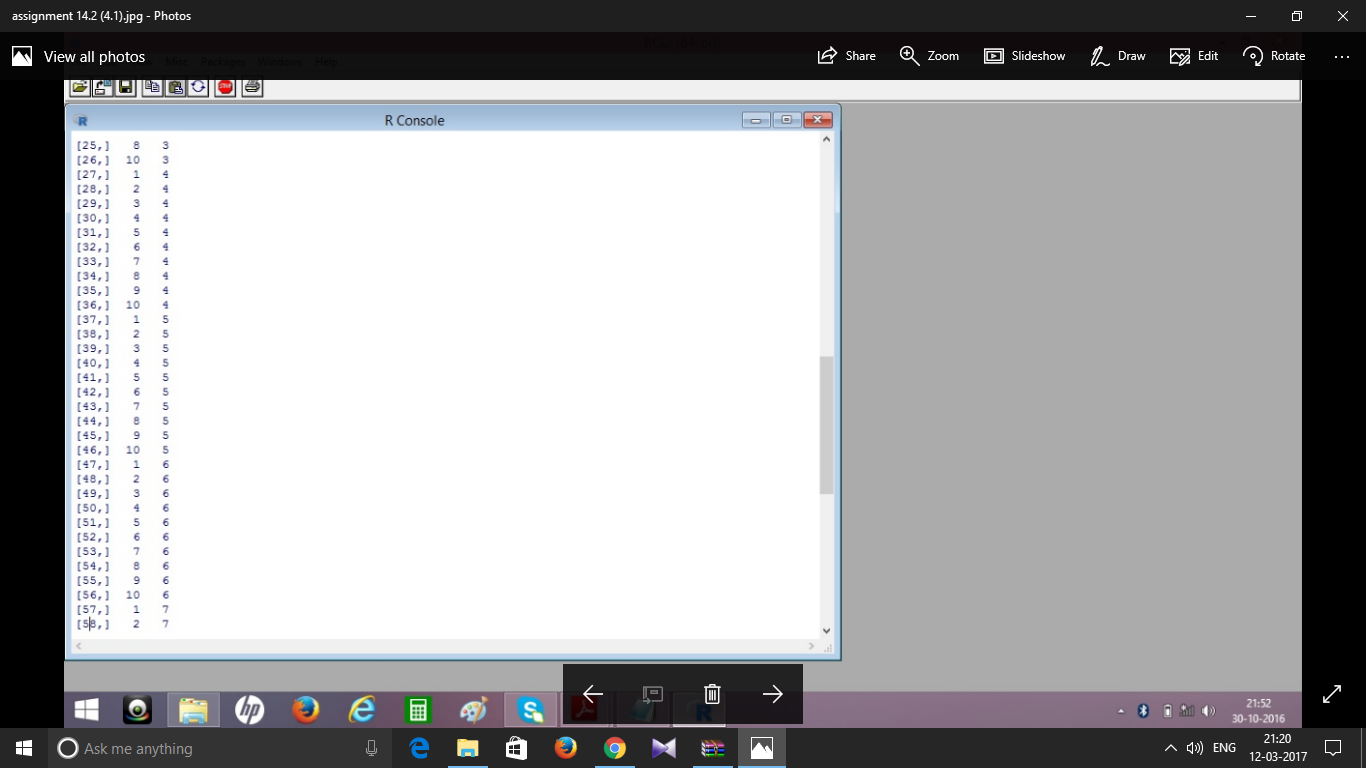 assignment 14.2 (4.1).jpg - Photos
View all photos
Share Zoom Slideshow Draw Edit Rotate
Misc Packages Windows Help
STOP
R Console
[25,] 8 3
[26,] 10 3
[27,] 1 4
[28,] 2 4
[29,] 3 4
[30,] 4 4
[31,] 5 4
[32,] 6 4
[33,] 7 4
[34,] 8 4
[35,] 9 4
[36,] 10 4
[37,] 1 5
[38,] 2 5
[39,] 3 5
[40,] 4 5
[41,] 5 5
[42,] 6 5
[43,] 7 5
[44,] 8 5
[45,] 9 5
[46,] 10 5
[47,] 1 6
[48,] 2 6
[49,] 3 6
[50,] 4 6
[51,] 5 6
[52,] 6 6
[53,] 7 6
[54,] 8 6
[55,] 9 6
[56,] 10 6
[57,] 1 7
[58,] 2 7
21:52
30-10-2016
Ask me anything
ENG
21:20
12-03-2017